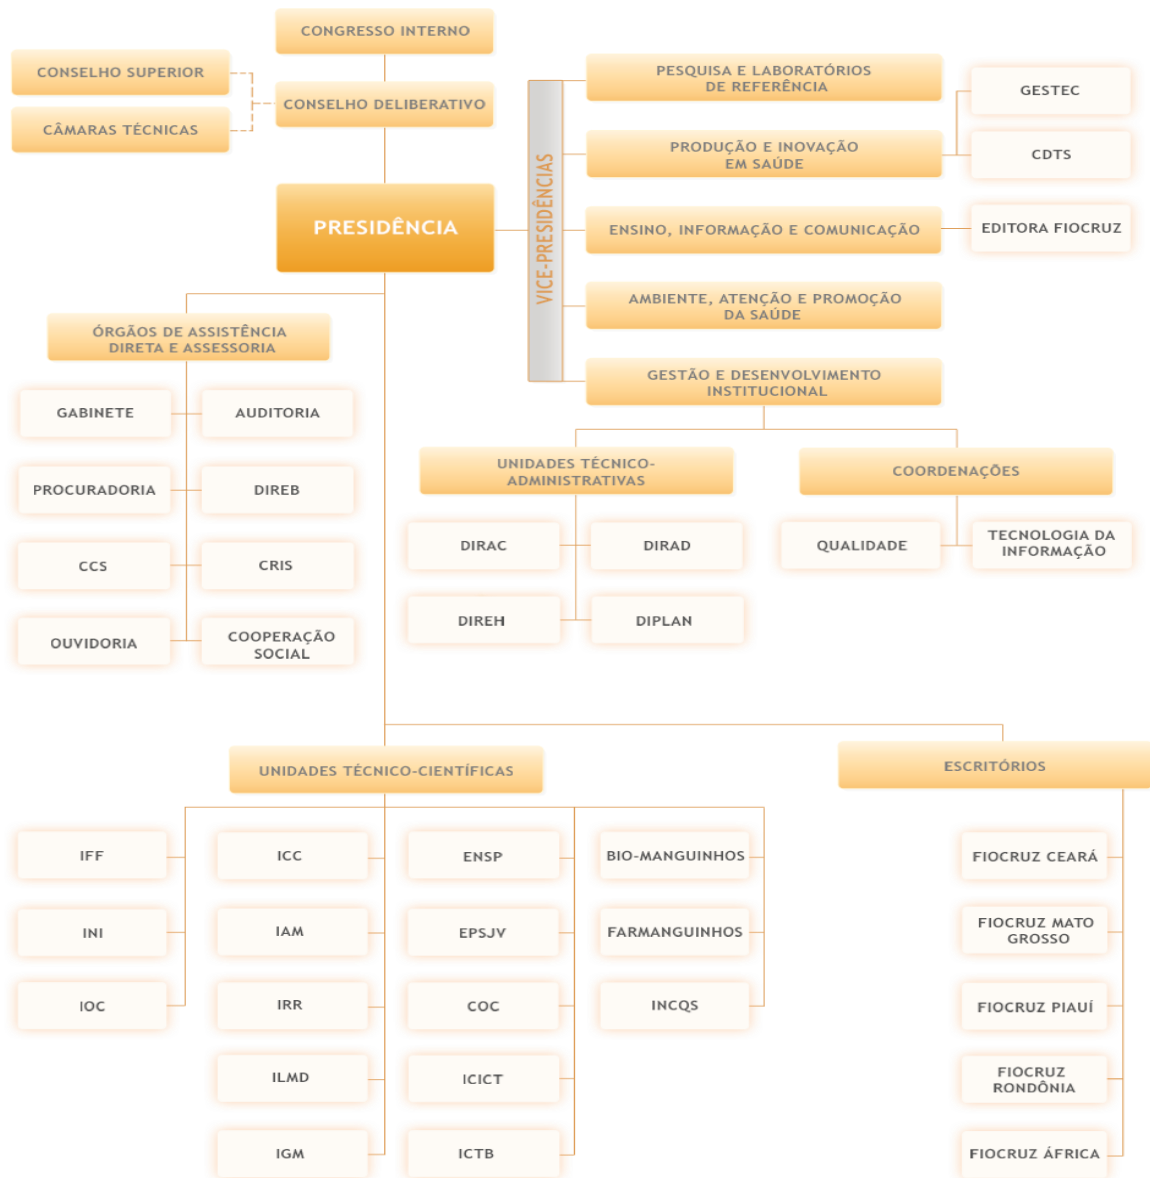 CONGRESSO INTERNO
CONSELHO SUPERIOR
CONSELHO DELIBERATIVO
CÂMARAS TÉCNICAS
PRESIDÊNCIA
VICE-PRESIDÊNCIAS
PESQUISA E LABORATÓRIOS
DE REFERÊNCIA
GESTEC
PRODUÇÃO E INOVAÇÃO
EM SAÚDE
CDTS
ENSINO, INFORMAÇÃO E COMUNICAÇÃO
EDITORA FIOCRUZ
AMBIENTE, ATENÇÃO E PROMOÇÃO
DA SAÚDE
GESTÃO E DESENVOLVIMENTO
INSTITUCIONAL
ÓRGÃOS DE ASSISTÊNCIA
DIRETA E ASSESSORIA
GABINETE
AUDITORIA
PROCURADORIA
DIREB
CCS
CRIS
OUVIDORIA
COOPERAÇÃO
SOCIAL
UNIDADES TÉCNICO-
ADMINISTRATIVAS
COORDENAÇÕES
DIRAC
DIRAD
QUALIDADE
TECNOLOGIA DA
INFORMAÇÃO
DIREH
DIPLAN
UNIDADES TÉCNICO-CIENTÍFICAS
ESCRITÓRIOS
IFF
ICC
ENSP
BIO-MANGUINHOS
FIOCRUZ CEARÁ
INI
IAM
EPSJV
FARMANGUINHOS
FIOCRUZ MATO
GROSSO
IOC
IRR
COC
INCQS
FIOCRUZ PIAUÍ
ILMD
ICICT
FIOCRUZ
RONDÔNIA
IGM
ICTB
FIOCRUZ ÁFRICA